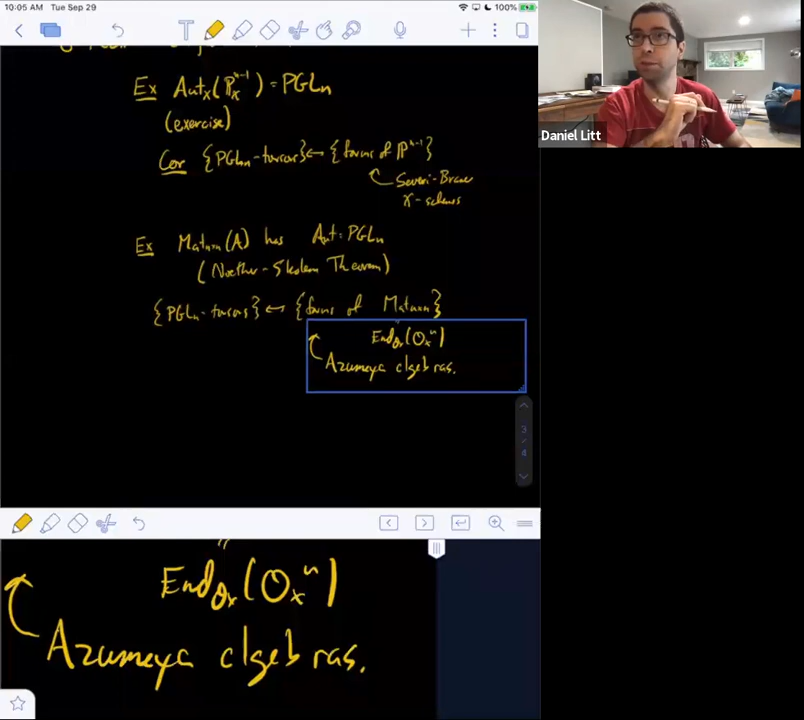 10:05 AM Tue Sep 29
100%
Ex Aut_X(P_X^{n-1}) = PGL_n
(exercise)
Cor {PGL_n-torsors} ↔ {forms of P^{n-1}}
Severi-Brauer
X-schemes
Ex Mat_{n×n}(A) has Aut = PGL_n
(Noether-Skolem Theorem)
{PGL_n-torsors} ↔ {forms of Mat_{n×n}}
End_{O_X}(O_X^n)
Azumaya algebras.
3
4
End_{O_X}(O_X^n)
Azumaya algebras.
Daniel Litt